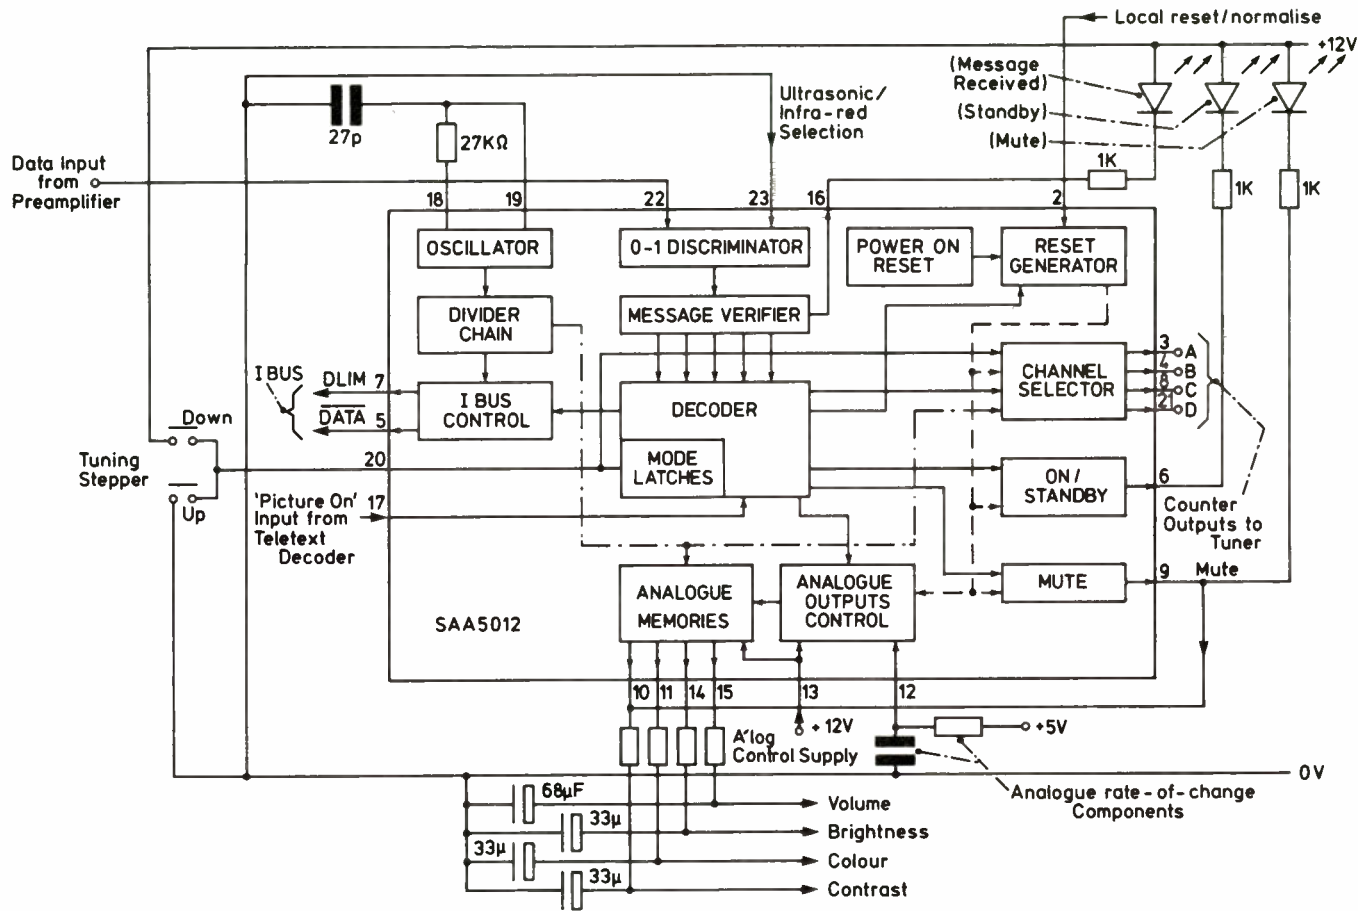 Local reset/normalise
+12V
(Message
Received)
(Standby)
(Mute)
Ultrasonic/
Infra-red
Selection
27p
27KΩ
1K
1K
1K
Data Input
from
Preamplifier
18
19
22
23
16
2
OSCILLATOR
0-1 DISCRIMINATOR
POWER ON
RESET
RESET
GENERATOR
DIVIDER
CHAIN
MESSAGE VERIFIER
I BUS
DLIM 7
DATA 5
I BUS
CONTROL
DECODER
MODE
LATCHES
CHANNEL
SELECTOR
3 A
4 B
8 C
21 D
Down
Tuning
Stepper
Up
20
'Picture On'
Input from
Teletext
Decoder
17
ON/
STANDBY
6
Counter
Outputs to
Tuner
ANALOGUE
MEMORIES
ANALOGUE
OUTPUTS
CONTROL
MUTE
9
Mute
SAA5012
10
11
14
15
13
12
+12V
A'log
Control Supply
+5V
0V
Analogue rate-of-change
Components
68µF
Volume
33µ
Brightness
33µ
Colour
33µ
Contrast